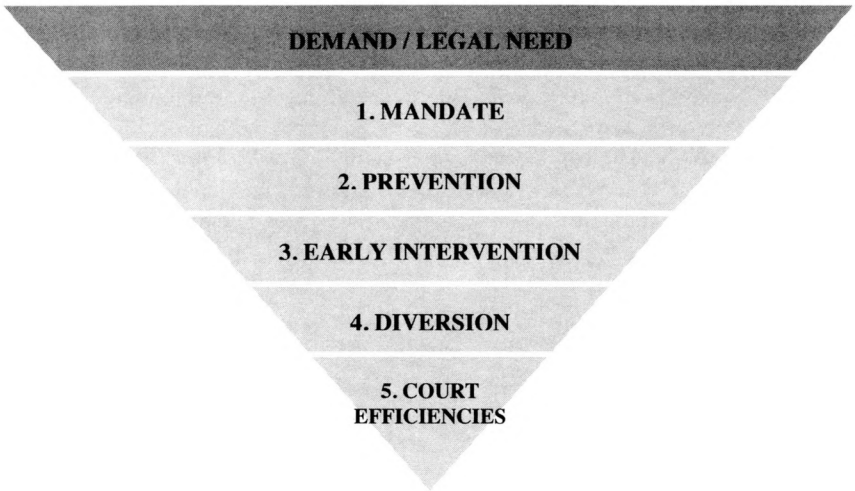 DEMAND / LEGAL NEED
1. MANDATE
2. PREVENTION
3. EARLY INTERVENTION
4. DIVERSION
5. COURT
EFFICIENCIES